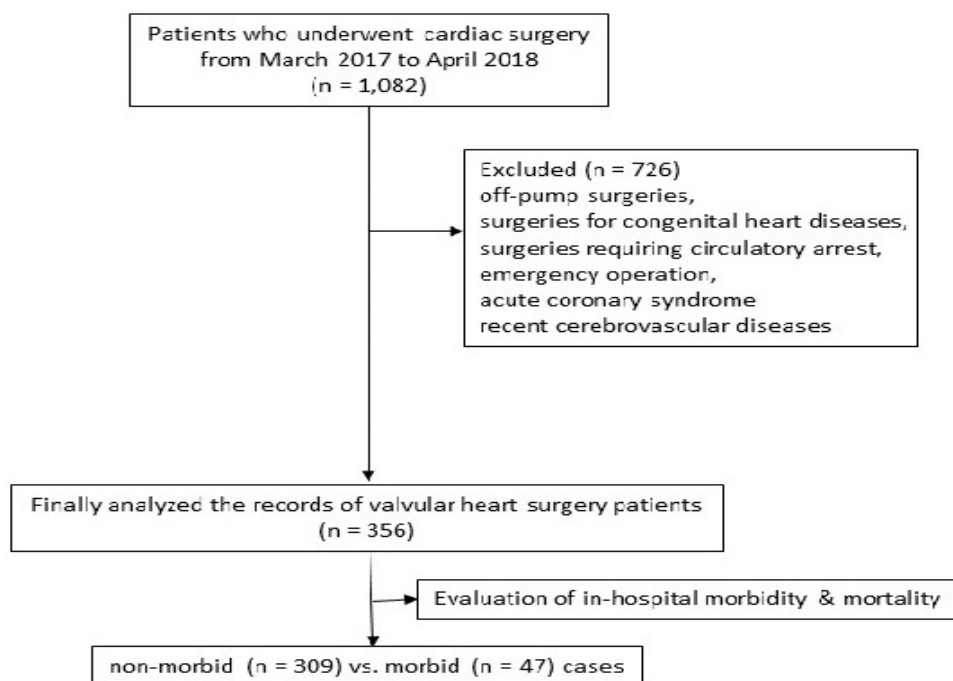 Patients who underwent cardiac surgery
from March 2017 to April 2018
(n = 1,082)
Excluded (n = 726)
off-pump surgeries,
surgeries for congenital heart diseases,
surgeries requiring circulatory arrest,
emergency operation,
acute coronary syndrome
recent cerebrovascular diseases
Finally analyzed the records of valvular heart surgery patients
(n = 356)
Evaluation of in-hospital morbidity & mortality
non-morbid (n = 309) vs. morbid (n = 47) cases